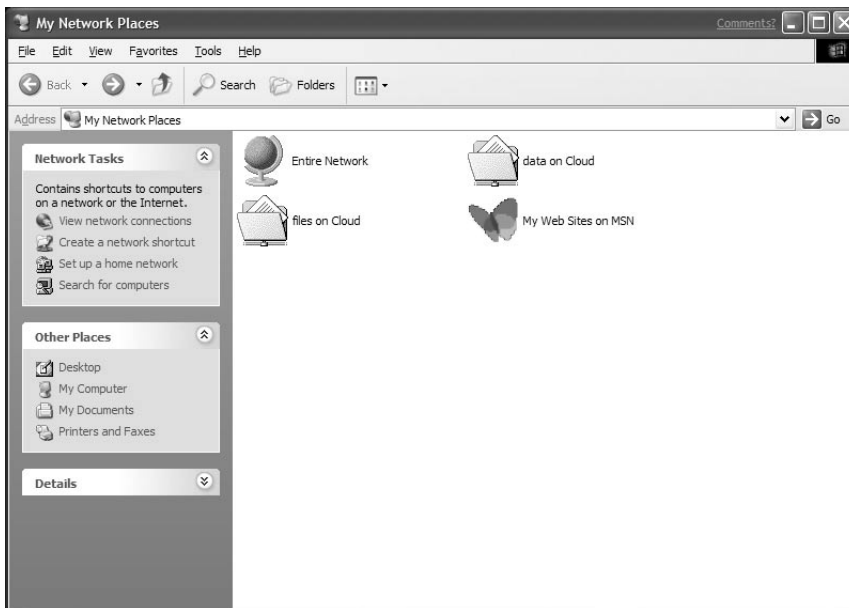 My Network Places
Comments?
File Edit View Favorites Tools Help
Back Search Folders
Address My Network Places Go
Network Tasks
Contains shortcuts to computers
on a network or the Internet.
View network connections
Create a network shortcut
Set up a home network
Search for computers
Other Places
Desktop
My Computer
My Documents
Printers and Faxes
Details
Entire Network
data on Cloud
files on Cloud
My Web Sites on MSN